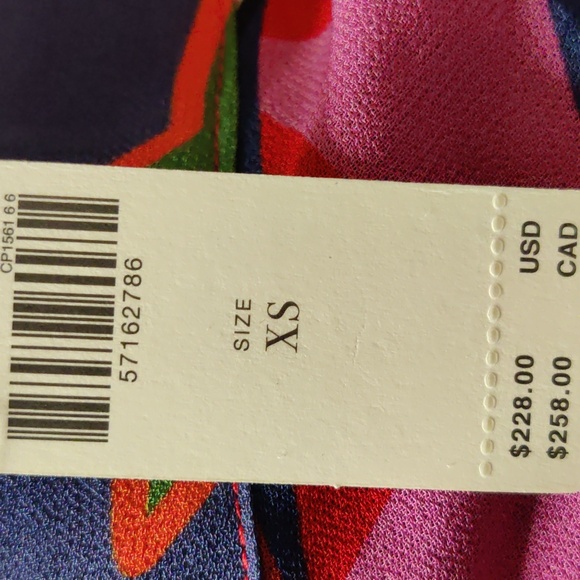 CP1561 6 6
57162786
SIZE
XS
$228.00 USD
$258.00 CAD